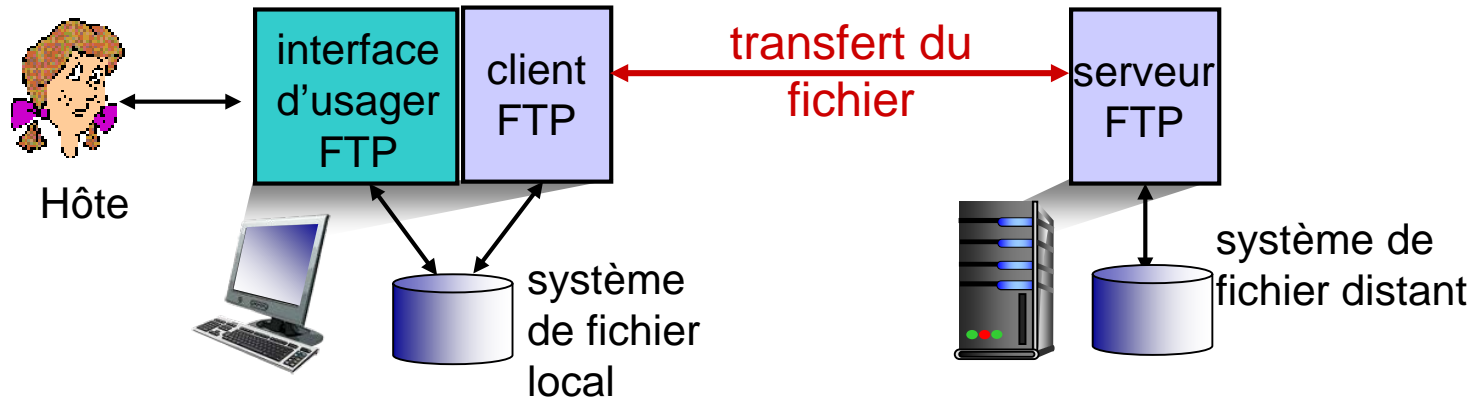 interface
d'usager
FTP
client
FTP
transfert du
fichier
serveur
FTP
Hôte
système
de fichier
local
système de
fichier distant